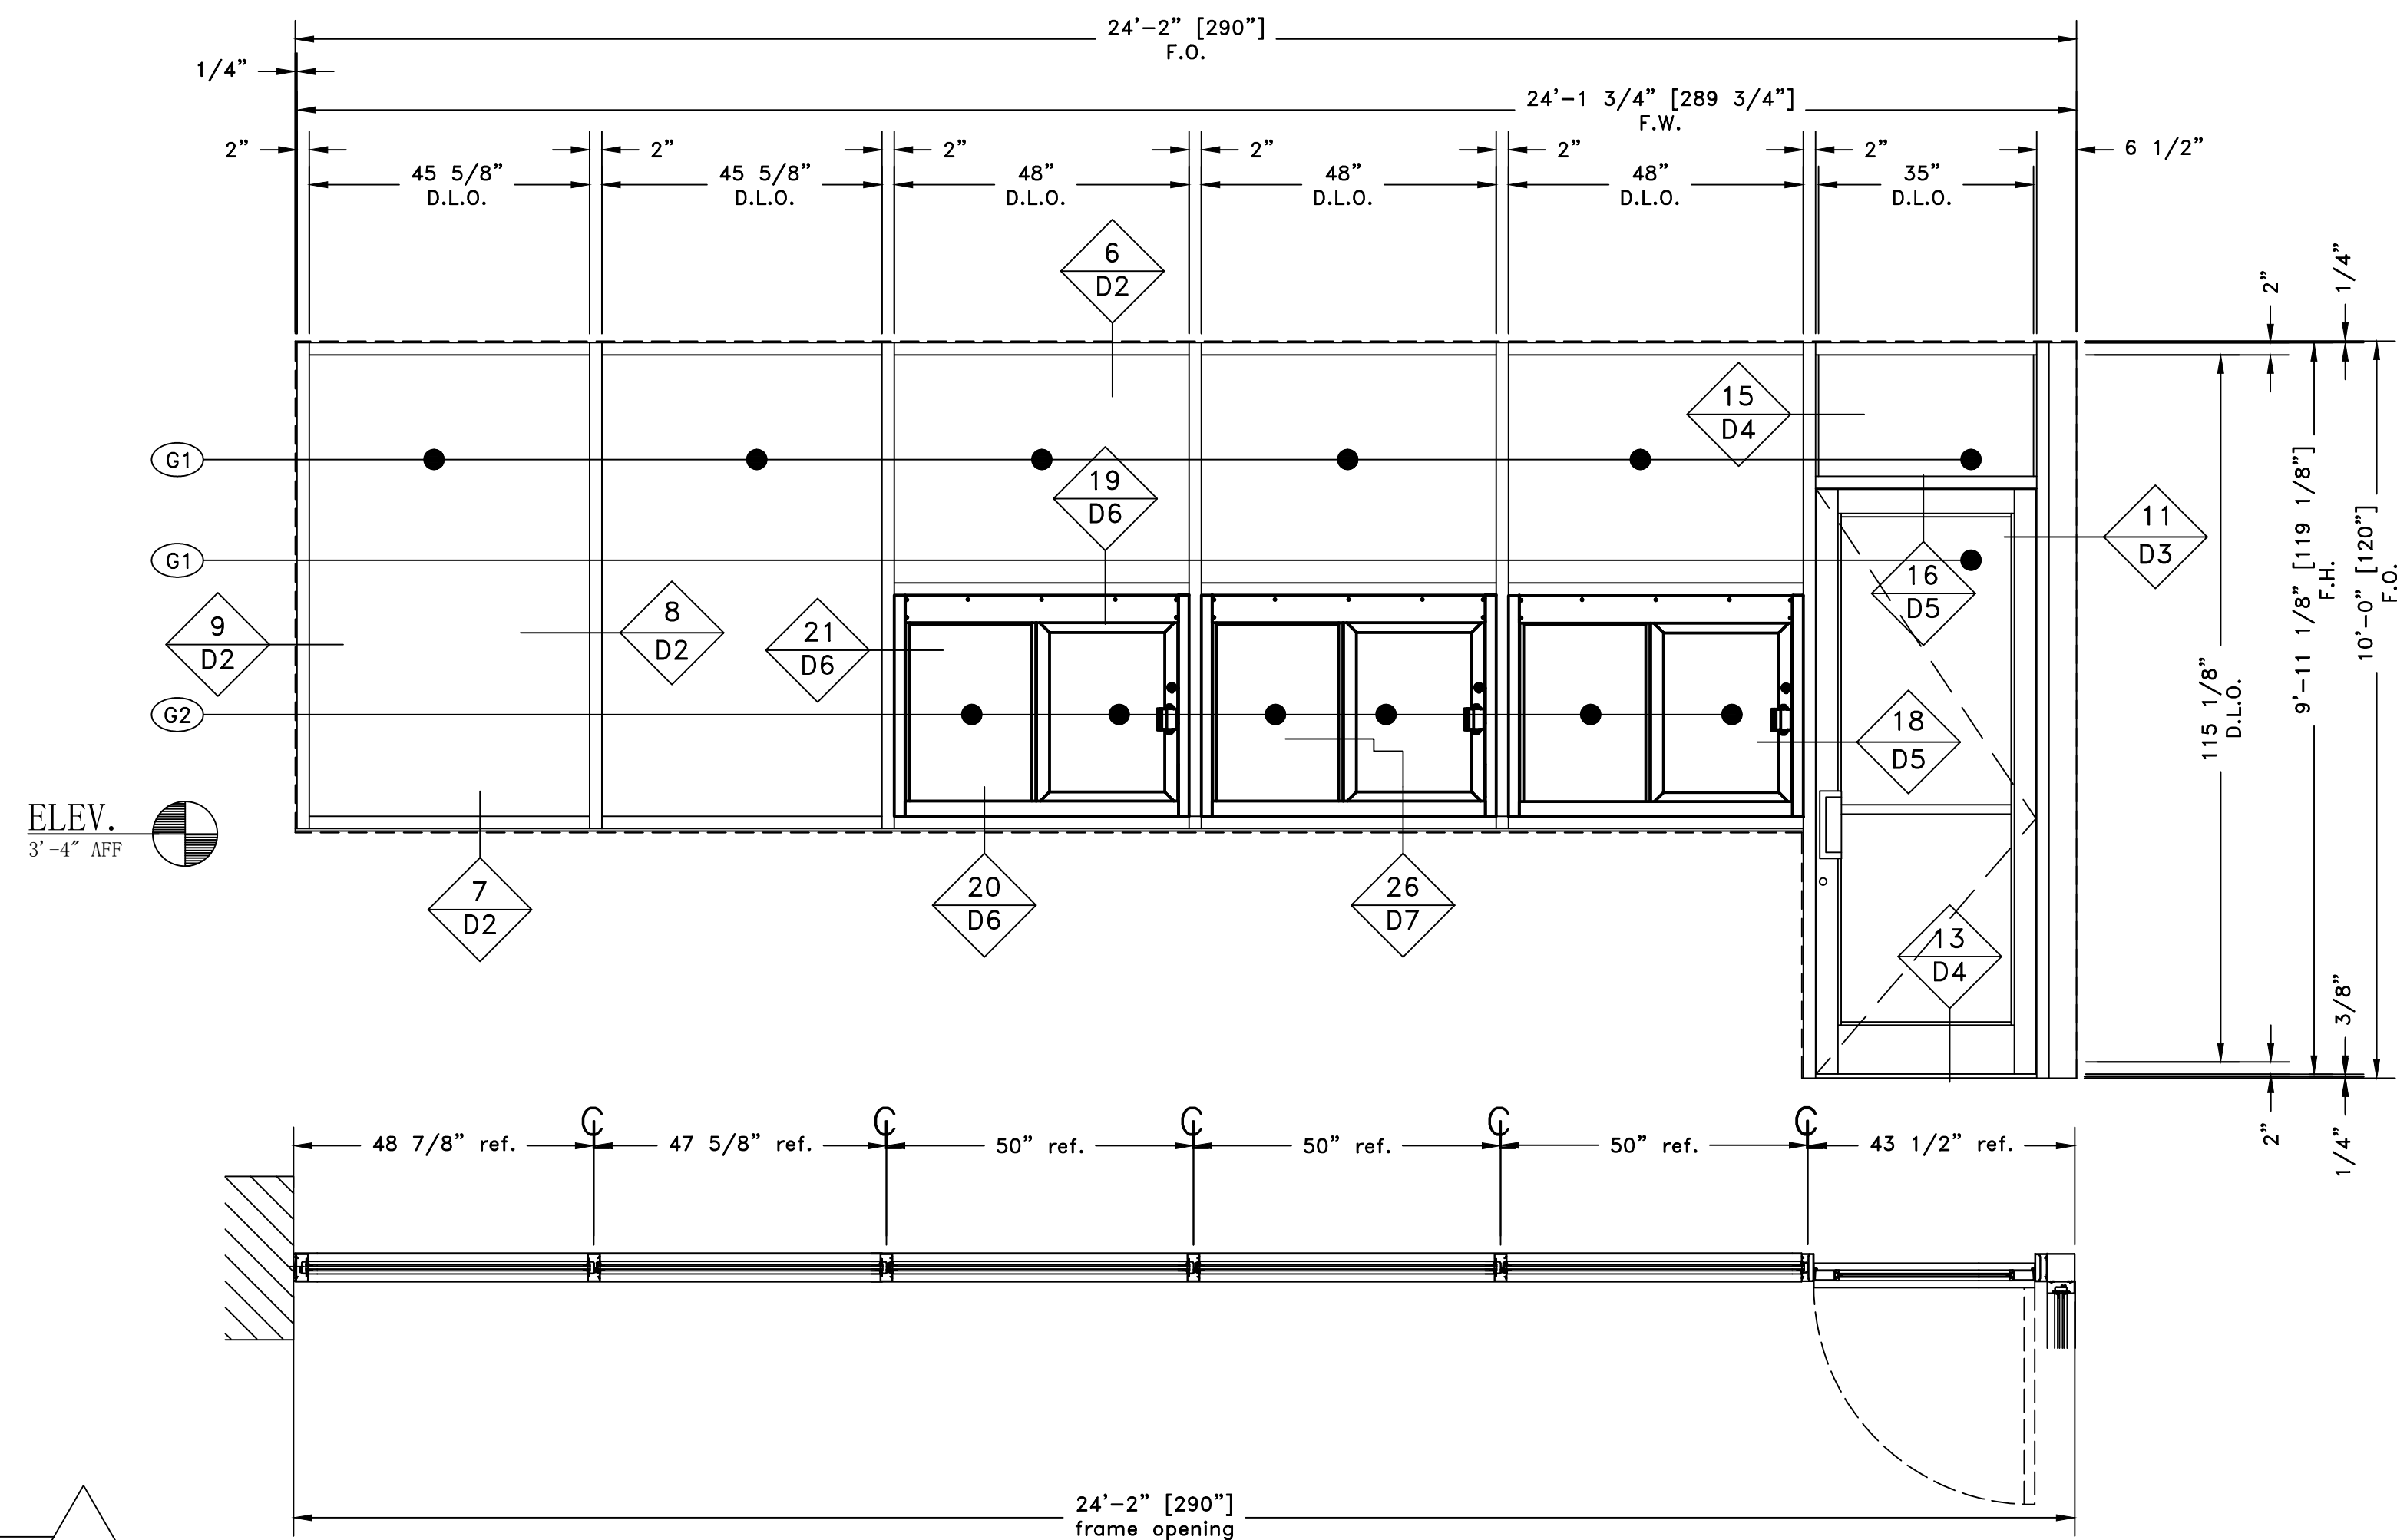 24'-2" [290"]
F.O.
1/4"
24'-1 3/4" [289 3/4"]
F.W.
2" 2" 2" 2" 2" 2" 6 1/2"
45 5/8" 45 5/8" 48" 48" 48" 35"
D.L.O. D.L.O. D.L.O. D.L.O. D.L.O. D.L.O.
6
D2
2"
1/4"
15
D4
G1
19
D6
11
D3
G1
16
D5
9
D2
8
D2
21
D6
G2
18
D5
115 1/8"
D.L.O.
9'-11 1/8" [119 1/8"]
F.H.
10'-0" [120"]
F.O.
ELEV.
3'-4" AFF
7
D2
20
D6
26
D7
13
D4
3/8"
2"
1/4"
C C C C C
48 7/8" ref. 47 5/8" ref. 50" ref. 50" ref. 50" ref. 43 1/2" ref.
24'-2" [290"]
frame opening